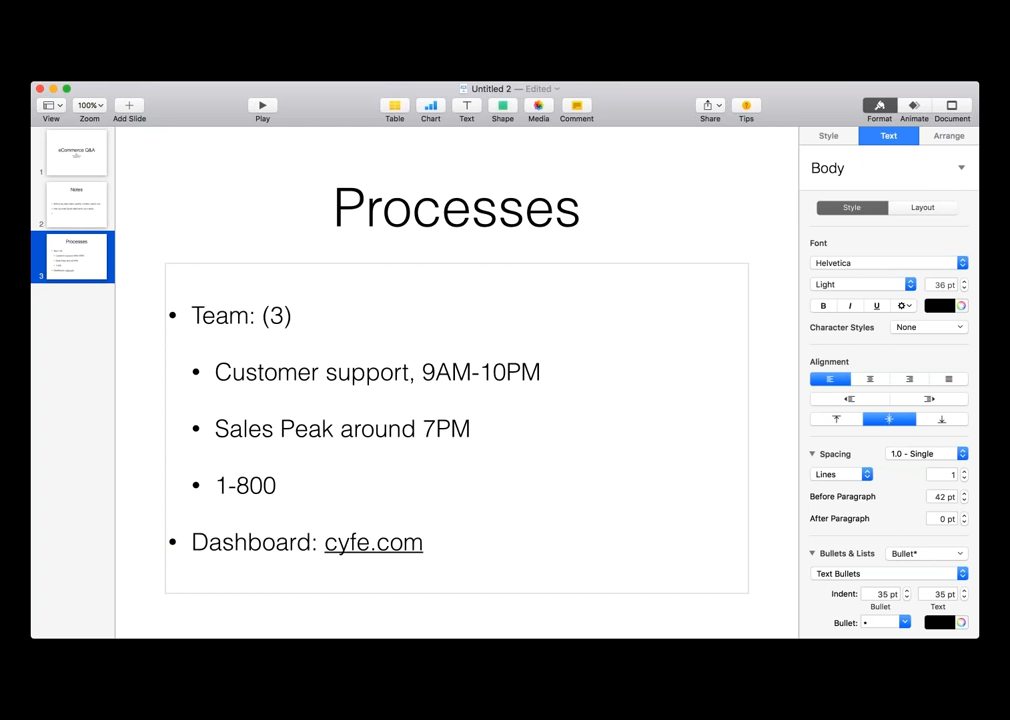 Untitled 2 — Edited
View
100%
Zoom
Add Slide
Play
Table
Chart
Text
Shape
Media
Comment
Share
Tips
Format
Animate
Document
eCommerce Q&A
1
Notes
2
Processes
3
Processes
• Team: (3)
• Customer support, 9AM-10PM
• Sales Peak around 7PM
• 1-800
• Dashboard: cyfe.com
Style
Text
Arrange
Body
Style
Layout
Font
Helvetica
Light
36 pt
B I U
Character Styles None
Alignment
Spacing 1.0 - Single
Lines 1
Before Paragraph 42 pt
After Paragraph 0 pt
Bullets & Lists Bullet*
Text Bullets
Indent: 35 pt 35 pt
Bullet Text
Bullet: •